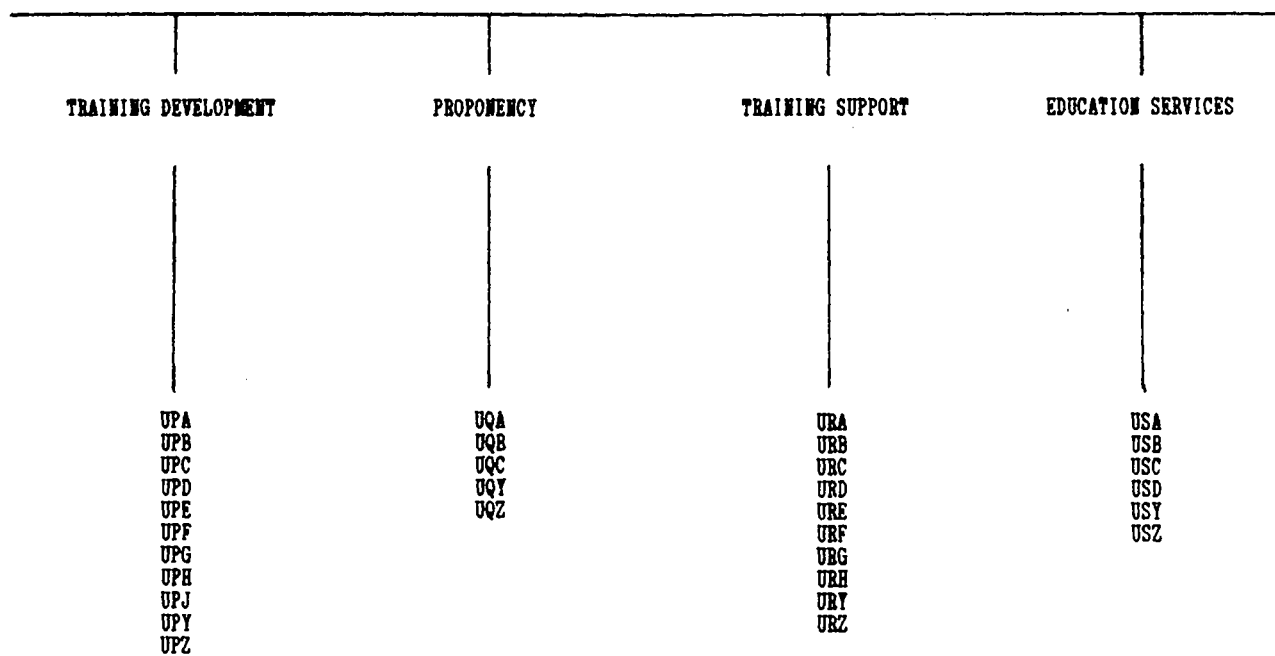 TRAINING DEVELOPMENT PROPONENCY TRAINING SUPPORT EDUCATION SERVICES
UPA UQA URA USA
UPB UQB URB USB
UPC UQC URC USC
UPD UQY URD USD
UPE UQZ URE USY
UPF URF USZ
UPG URG
UPH URH
UPJ URY
UPY URZ
UPZ